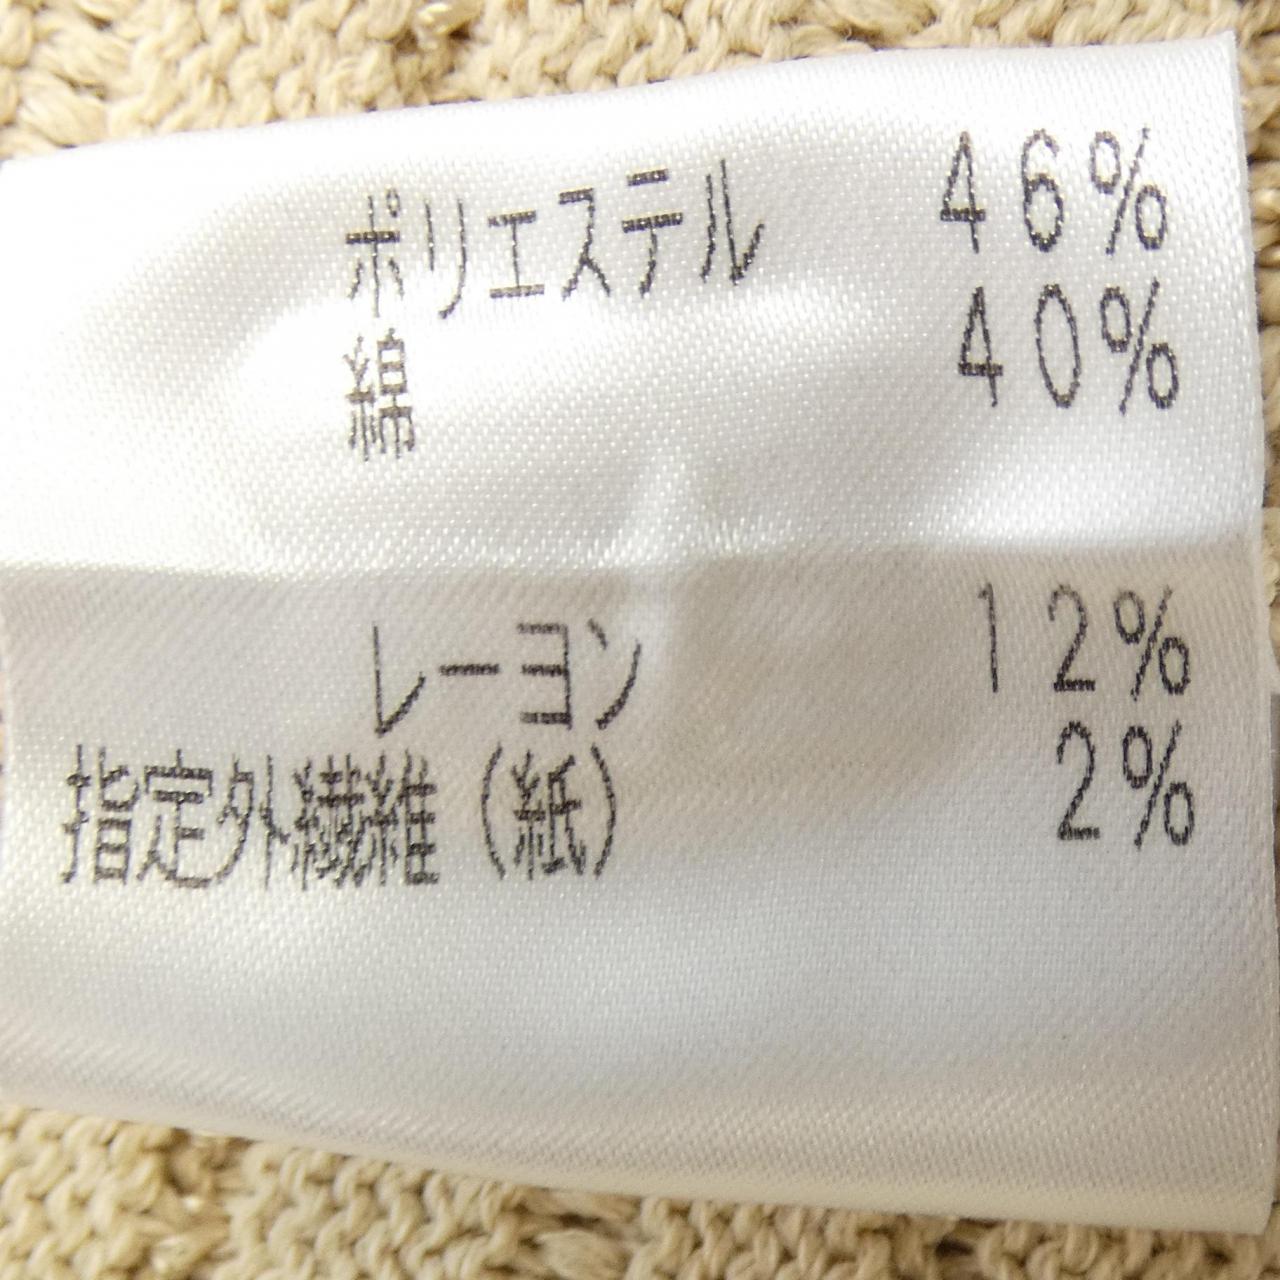 ポリエステル 46%
綿 40%
レーヨン 12%
指定外繊維(紙) 2%